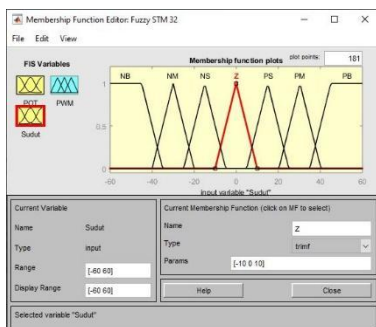 Membership Function Editor: Fuzzy STM 32
File Edit View
FIS Variables
POT PWM
Sudut
Membership function plots plot points: 181
NB NM NS Z PS PM PB
1
0.5
0
-60 -40 -20 0 20 40 60
input variable "Sudut"
Current Variable
Name Sudut
Type input
Range [-60 60]
Display Range [-60 60]
Current Membership Function (click on MF to select)
Name Z
Type trimf
Params [-10 0 10]
Help Close
Selected variable "Sudut"